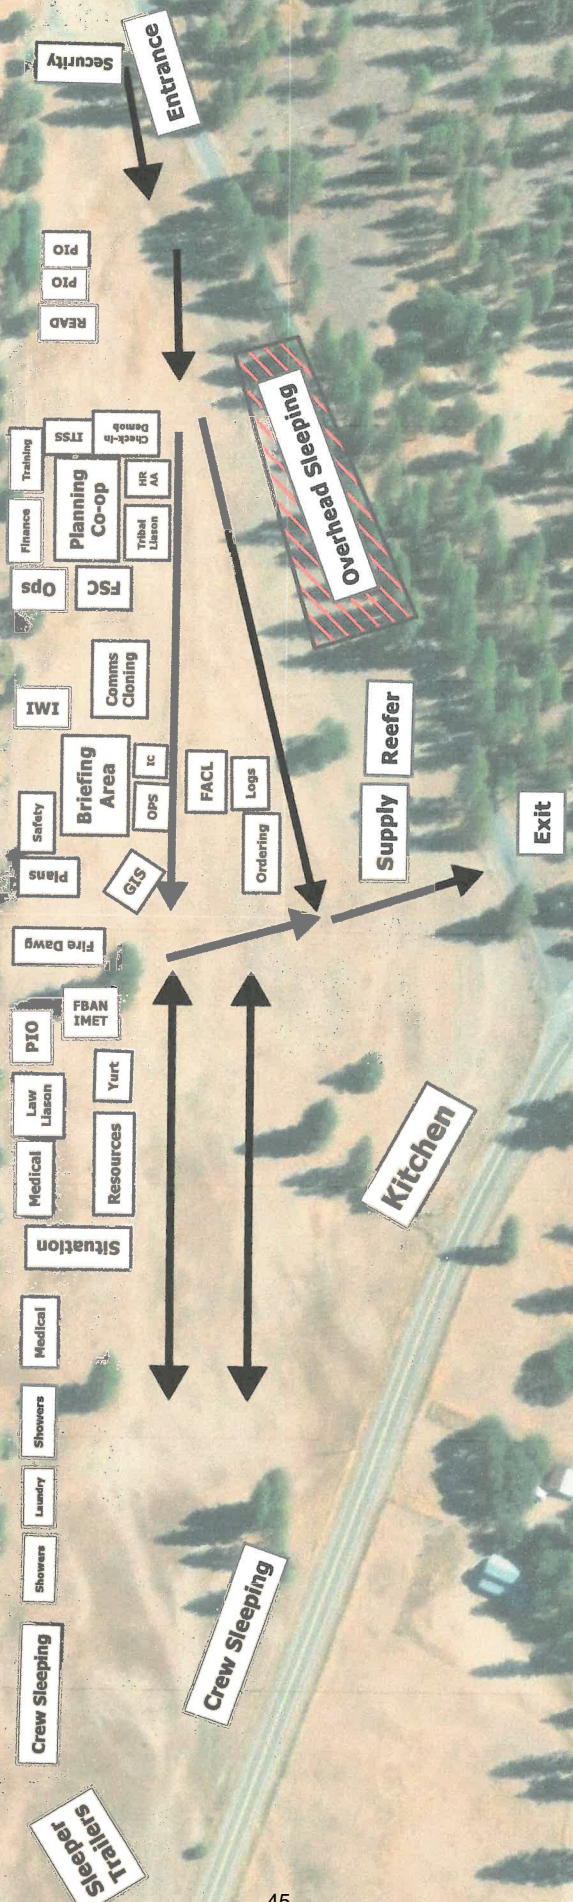 Security
Entrance
PIO
PIO
READ
Overhead Sleeping
Training
ITSS
Check-in
Demob
Planning
Co-op
HR
AA
Finance
Tribal
Liason
Ops
FSC
Comms
Cloning
IMI
Reefer
Briefing
Area
IC
OPS
FACL
Logs
Safety
Supply
Exit
Ordering
Plans
GIS
Fire Dawg
FBAN
IMET
PIO
Yurt
Law
Liason
Kitchen
Medical
Resources
Situation
Medical
Showers
Laundry
Showers
Crew Sleeping
Crew Sleeping
Sleeper
Trailers
45